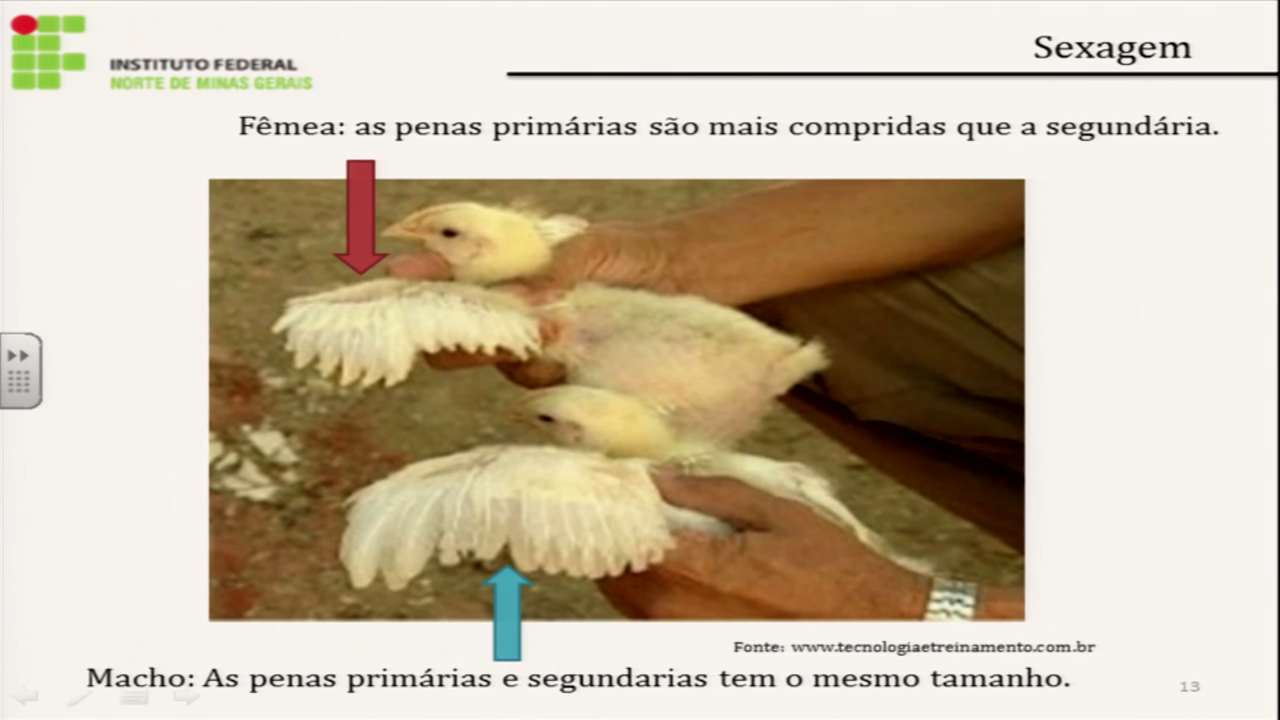 INSTITUTO FEDERAL
NORTE DE MINAS GERAIS
Sexagem
Fêmea: as penas primárias são mais compridas que a segundária.
Fonte: www.tecnologiaetreinamento.com.br
Macho: As penas primárias e segundarias tem o mesmo tamanho.
13